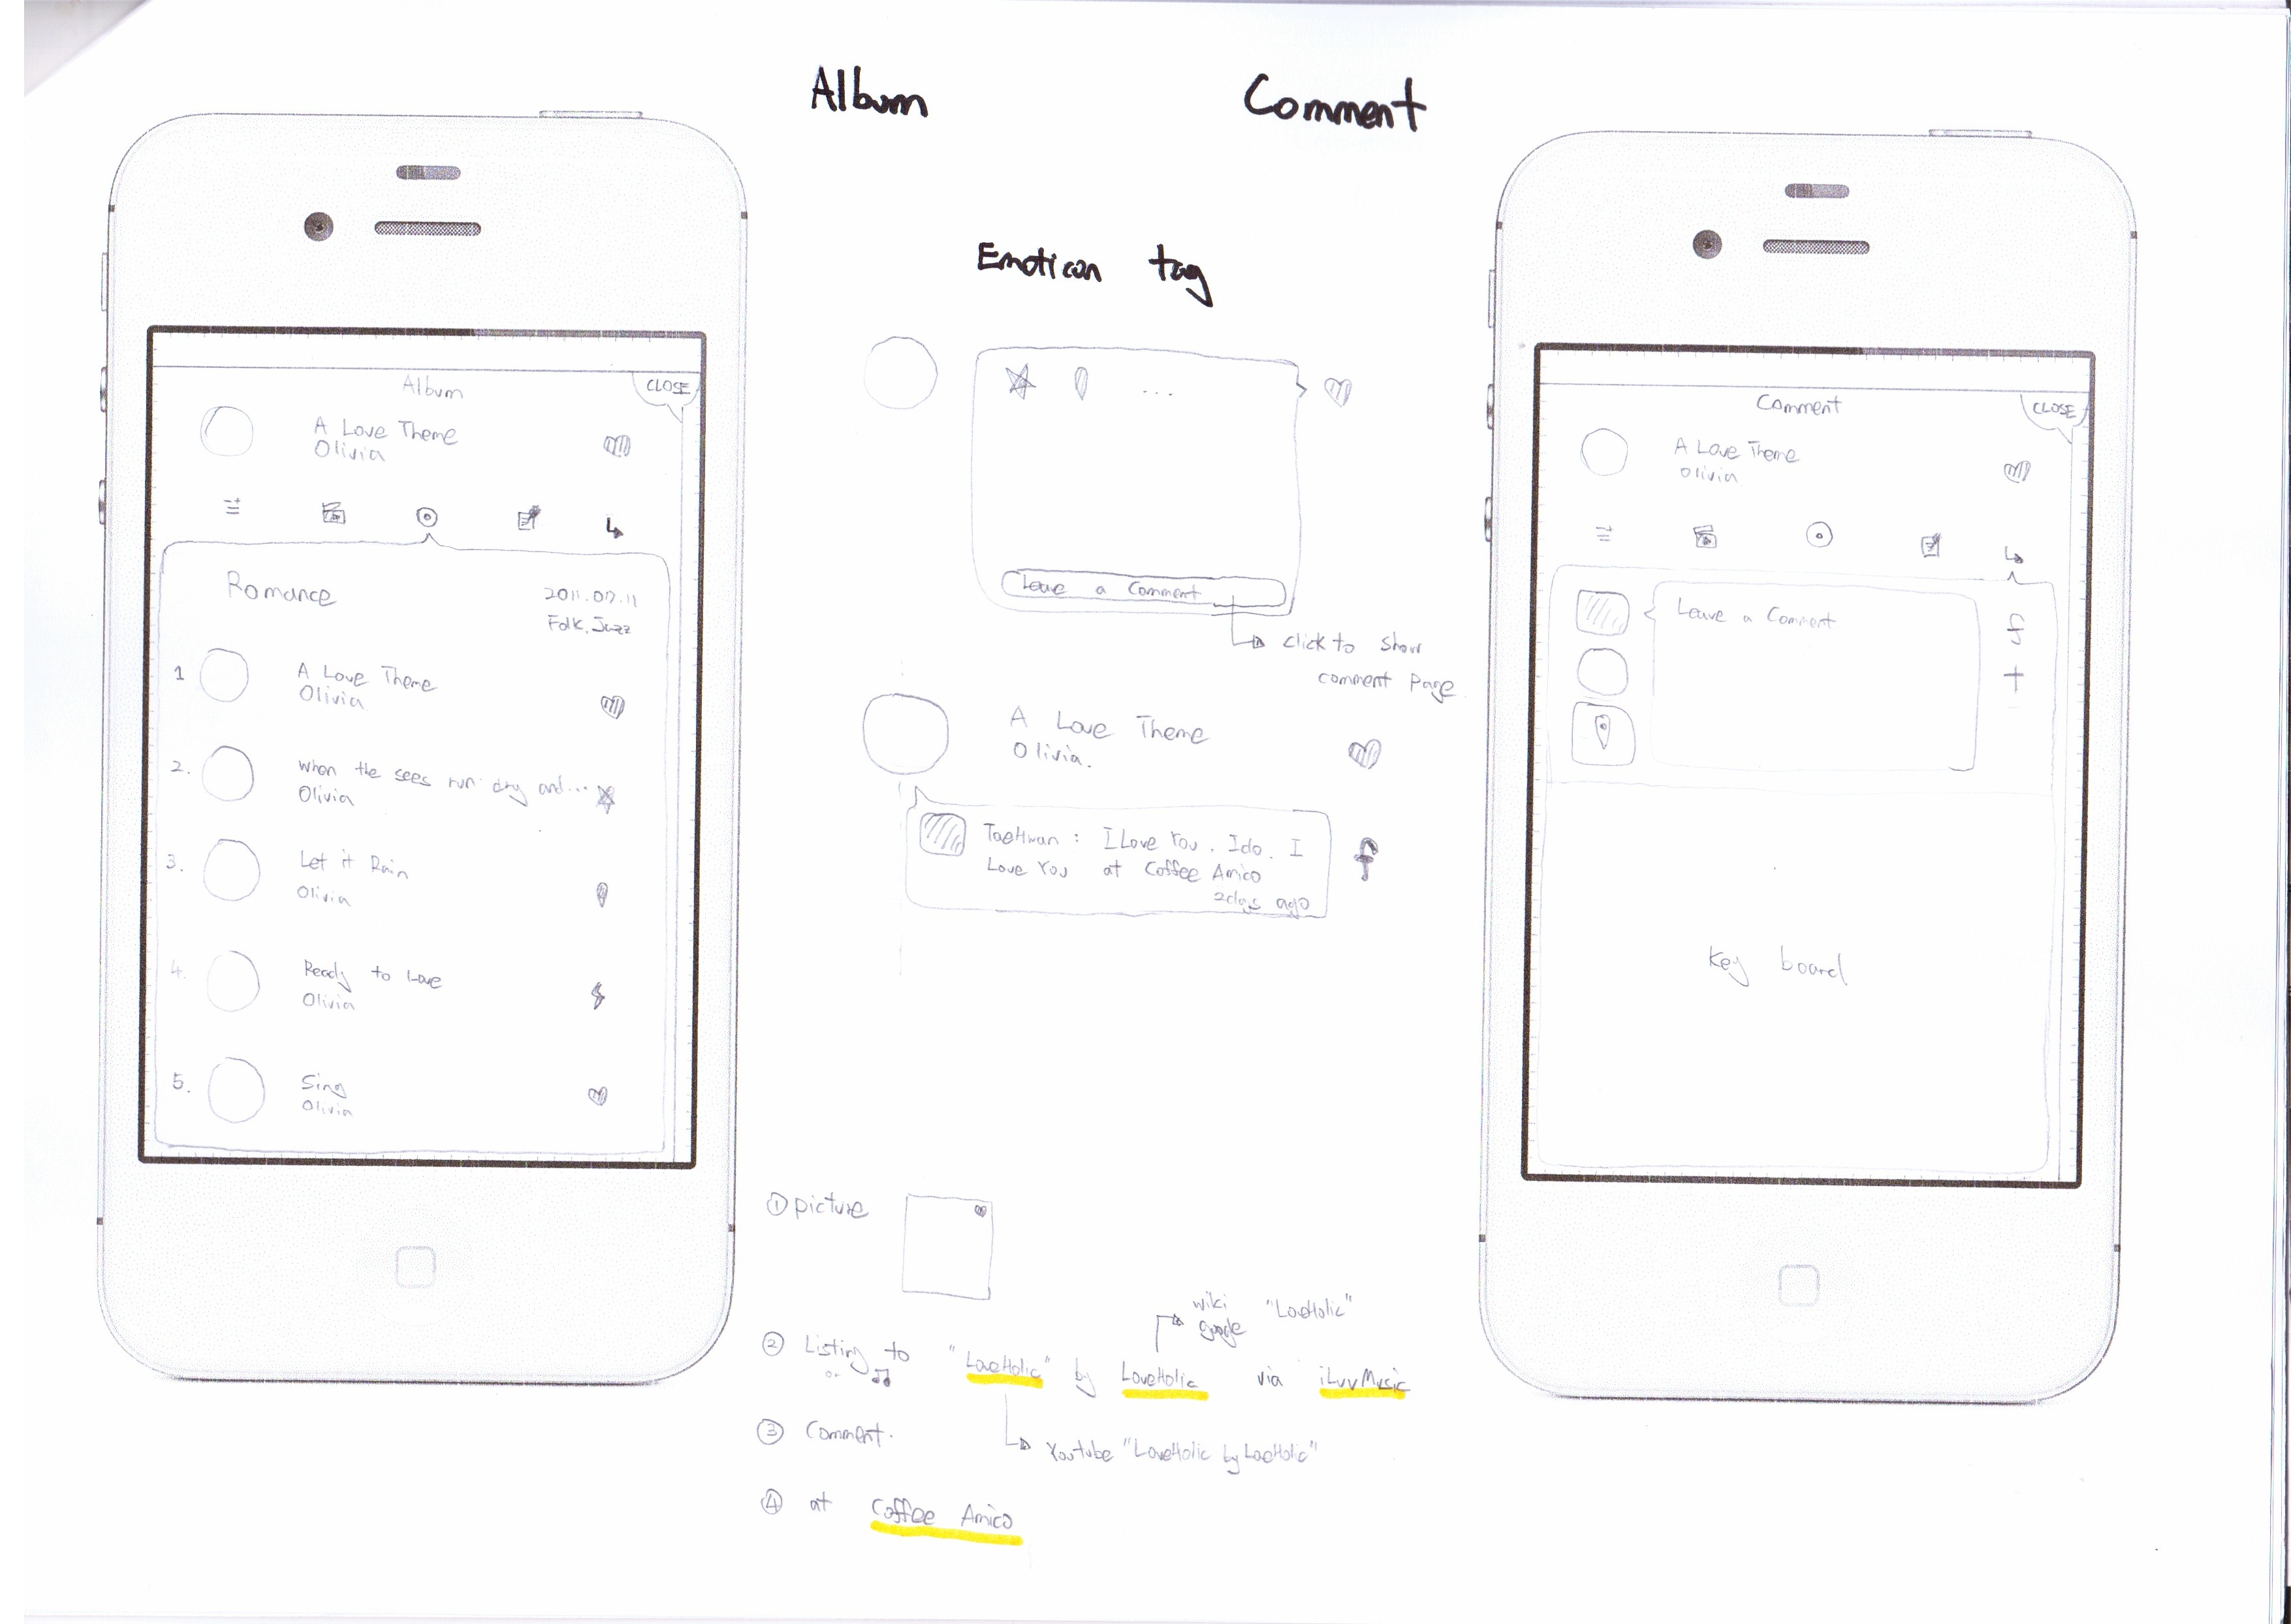 Album
Comment
Emoticon tag
Album
CLOSE
A Love Theme
Olivia
Romance
2011.07.11
Folk, Jazz
1
A Love Theme
Olivia
2.
When the sees run dry and...
Olivia
3.
Let it Rain
Olivia
4.
Ready to Love
Olivia
5.
Sing
Olivia
...
Leave a Comment
Click to show
comment page
A Love Theme
Olivia.
TaeHwan : I Love You. I do. I
Love You at Coffee Amico
2dys ago
f
① picture
wiki "LoveHolic"
google
② Listing to "LoveHolic" by LoveHolic via iLuvMusic
③ Comment.
Youtube "LoveHolic by LoveHolic"
④ at Coffee Amico
Comment
CLOSE
A Love Theme
Olivia
Leave a Comment
f
+
key board